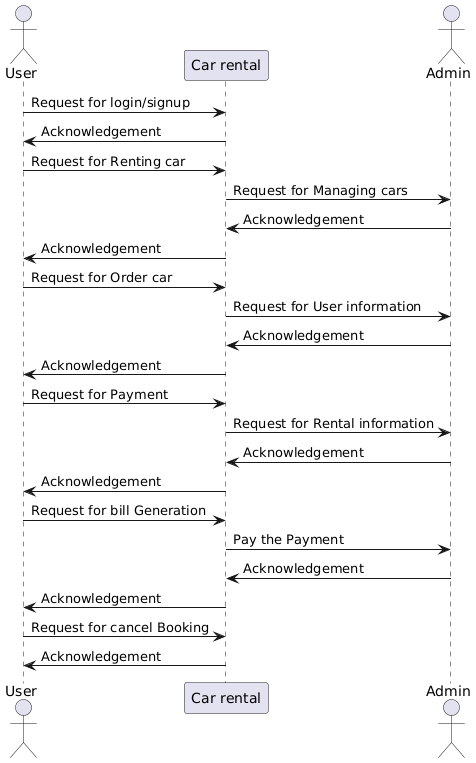 User
Car rental
Admin
Request for login/signup
Acknowledgement
Request for Renting car
Request for Managing cars
Acknowledgement
Acknowledgement
Request for Order car
Request for User information
Acknowledgement
Acknowledgement
Request for Payment
Request for Rental information
Acknowledgement
Acknowledgement
Request for bill Generation
Pay the Payment
Acknowledgement
Acknowledgement
Request for cancel Booking
Acknowledgement
User
Car rental
Admin